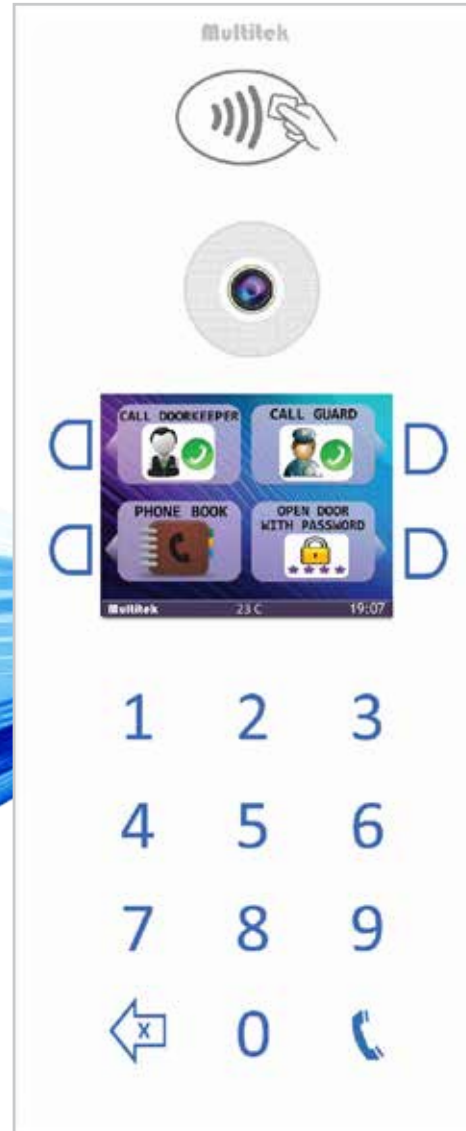 Multitek
CALL DOORKEEPER
CALL GUARD
PHONE BOOK
OPEN DOOR
WITH PASSWORD
****
Multitek 23 C 19:07
1 2 3
4 5 6
7 8 9
X 0